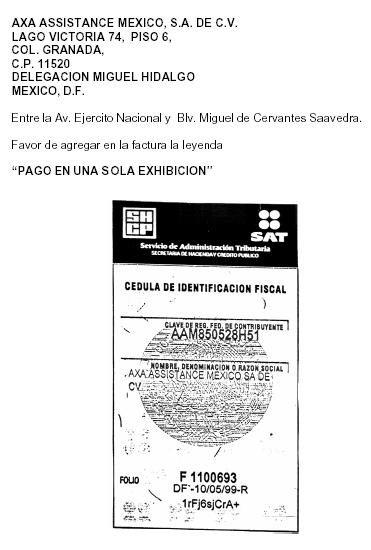 AXA ASSISTANCE MEXICO, S.A. DE C.V.
LAGO VICTORIA 74, PISO 6,
COL. GRANADA,
C.P. 11520
DELEGACION MIGUEL HIDALGO
MEXICO, D.F.
Entre la Av. Ejercito Nacional y Blv. Miguel de Cervantes Saavedra.
Favor de agregar en la factura la leyenda
“PAGO EN UNA SOLA EXHIBICION”
SHCP
SAT
Servicio de Administración Tributaria
SECRETARIA DE HACIENDA Y CREDITO PUBLICO
CEDULA DE IDENTIFICACION FISCAL
CLAVE DE REG. FED. DE CONTRIBUYENTE
AAM850528H51
NOMBRE, DENOMINACION O RAZON SOCIAL
AXA ASSISTANCE MEXICO SA DE
CV
FOLIO F 1100693
DF-10/05/99-R
1rFj6sjCrA+